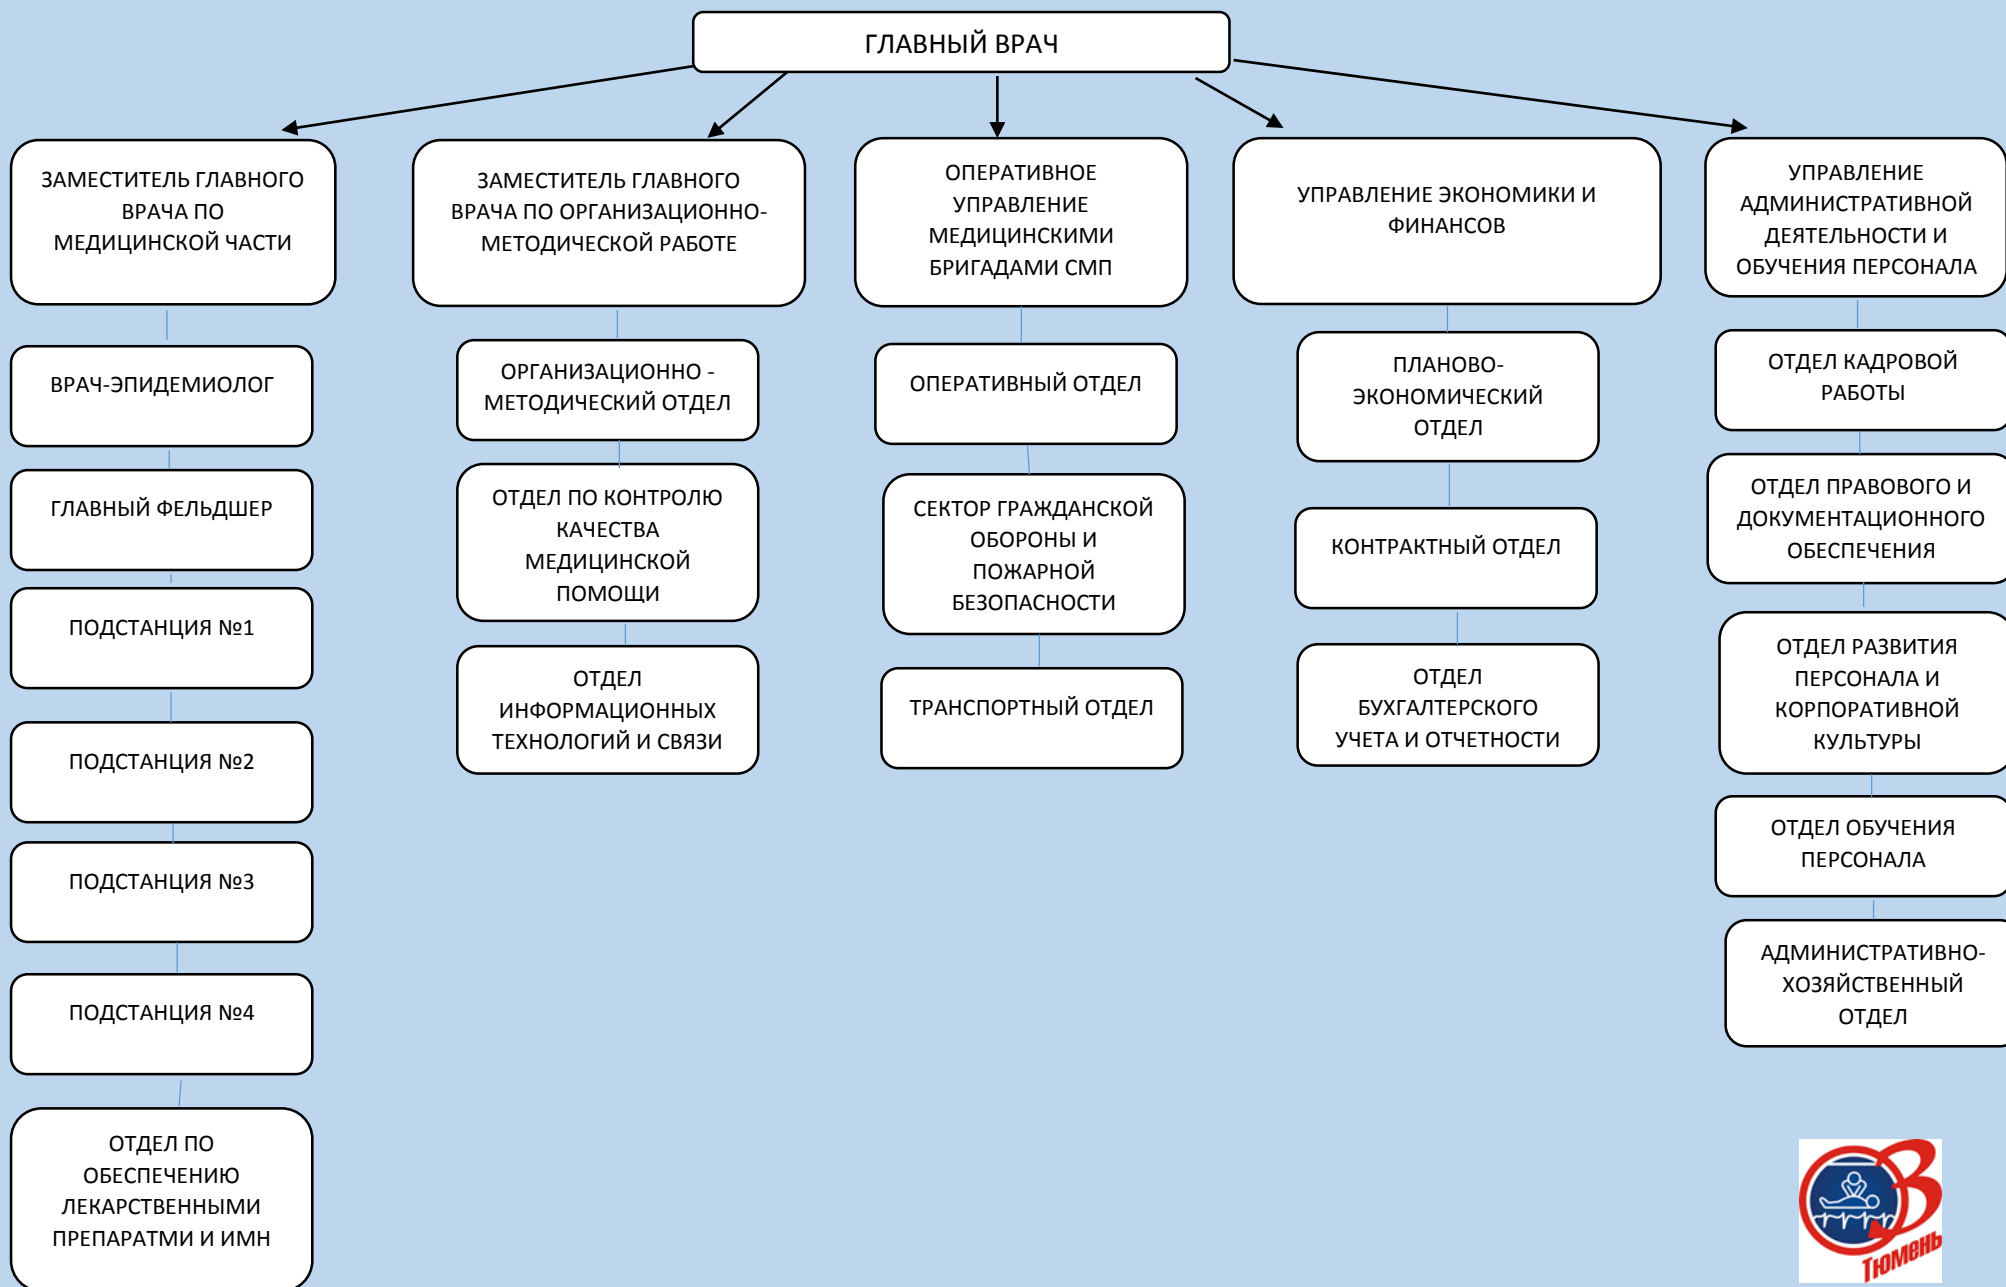 ГЛАВНЫЙ ВРАЧ
ЗАМЕСТИТЕЛЬ ГЛАВНОГО
ВРАЧА ПО
МЕДИЦИНСКОЙ ЧАСТИ
ВРАЧ-ЭПИДЕМИОЛОГ
ГЛАВНЫЙ ФЕЛЬДШЕР
ПОДСТАНЦИЯ №1
ПОДСТАНЦИЯ №2
ПОДСТАНЦИЯ №3
ПОДСТАНЦИЯ №4
ОТДЕЛ ПО
ОБЕСПЕЧЕНИЮ
ЛЕКАРСТВЕННЫМИ
ПРЕПАРАТМИ И ИМН
ЗАМЕСТИТЕЛЬ ГЛАВНОГО
ВРАЧА ПО ОРГАНИЗАЦИОННО-
МЕТОДИЧЕСКОЙ РАБОТЕ
ОРГАНИЗАЦИОННО -
МЕТОДИЧЕСКИЙ ОТДЕЛ
ОТДЕЛ ПО КОНТРОЛЮ
КАЧЕСТВА
МЕДИЦИНСКОЙ
ПОМОЩИ
ОТДЕЛ
ИНФОРМАЦИОННЫХ
ТЕХНОЛОГИЙ И СВЯЗИ
ОПЕРАТИВНОЕ
УПРАВЛЕНИЕ
МЕДИЦИНСКИМИ
БРИГАДАМИ СМП
ОПЕРАТИВНЫЙ ОТДЕЛ
СЕКТОР ГРАЖДАНСКОЙ
ОБОРОНЫ И
ПОЖАРНОЙ
БЕЗОПАСНОСТИ
ТРАНСПОРТНЫЙ ОТДЕЛ
УПРАВЛЕНИЕ ЭКОНОМИКИ И
ФИНАНСОВ
ПЛАНОВО-
ЭКОНОМИЧЕСКИЙ
ОТДЕЛ
КОНТРАКТНЫЙ ОТДЕЛ
ОТДЕЛ
БУХГАЛТЕРСКОГО
УЧЕТА И ОТЧЕТНОСТИ
УПРАВЛЕНИЕ
АДМИНИСТРАТИВНОЙ
ДЕЯТЕЛЬНОСТИ И
ОБУЧЕНИЯ ПЕРСОНАЛА
ОТДЕЛ КАДРОВОЙ
РАБОТЫ
ОТДЕЛ ПРАВОВОГО И
ДОКУМЕНТАЦИОННОГО
ОБЕСПЕЧЕНИЯ
ОТДЕЛ РАЗВИТИЯ
ПЕРСОНАЛА И
КОРПОРАТИВНОЙ
КУЛЬТУРЫ
ОТДЕЛ ОБУЧЕНИЯ
ПЕРСОНАЛА
АДМИНИСТРАТИВНО-
ХОЗЯЙСТВЕННЫЙ
ОТДЕЛ
03
Тюмень